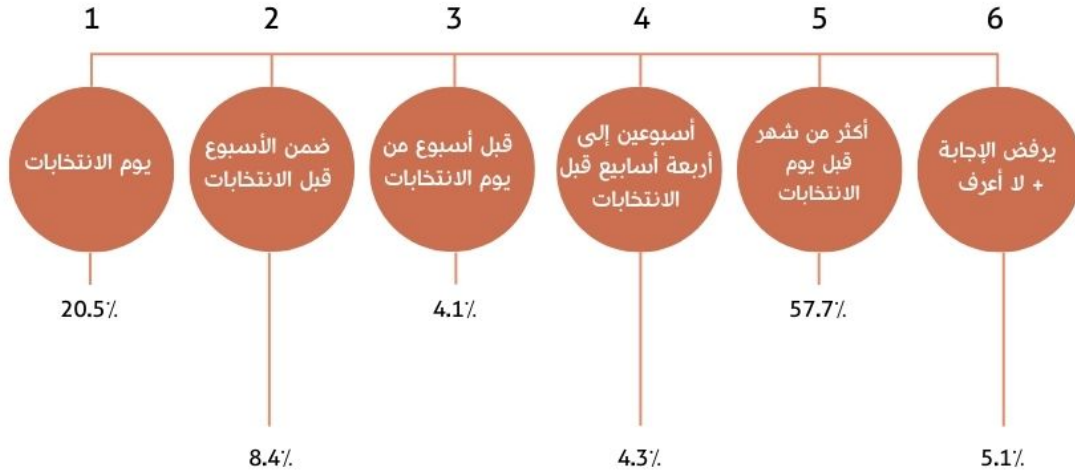 1
2
3
4
5
6
يوم الانتخابات
ضمن الأسبوع
قبل الانتخابات
قبل أسبوع من
يوم الانتخابات
أسبوعين إلى
أربعة أسابيع قبل
الانتخابات
أكثر من شهر
قبل يوم
الانتخابات
يرفض الإجابة
+ لا أعرف
20.5٪
8.4٪
4.1٪
4.3٪
57.7٪
5.1٪